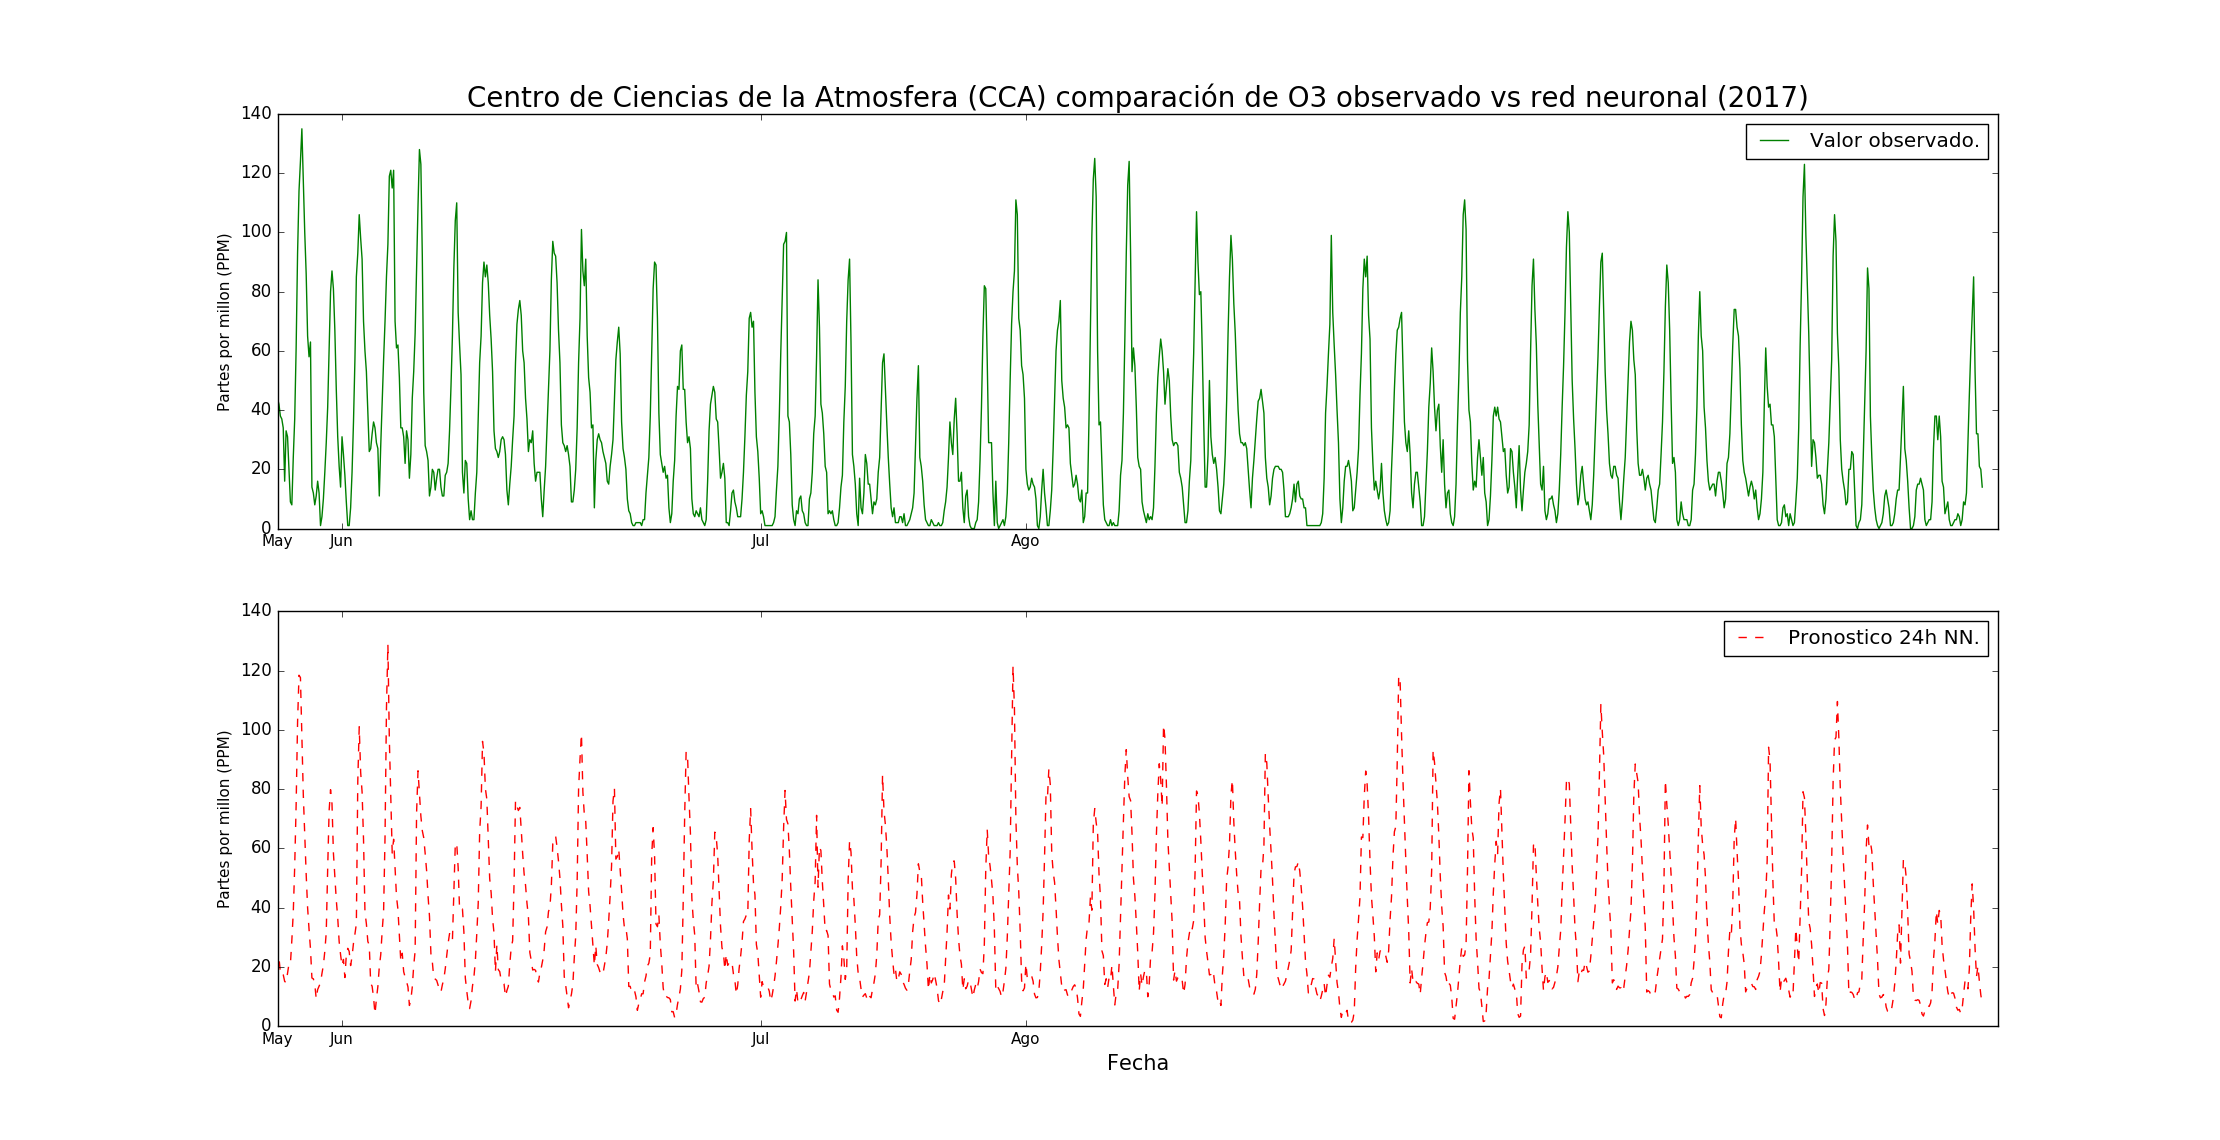 Centro de Ciencias de la Atmosfera (CCA) comparación de O3 observado vs red neuronal (2017)
140
120
100
80
60
40
20
0
Partes por millon (PPM)
Valor observado.
May Jun Jul Ago
140
120
100
80
60
40
20
0
Partes por millon (PPM)
Pronostico 24h NN.
May Jun Jul Ago
Fecha